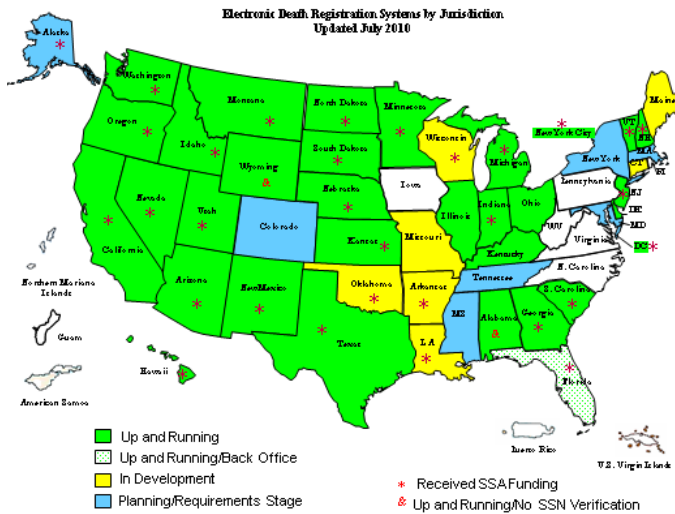 Electronic Death Registration Systems by Jurisdiction
Updated July 2010
Alaska
Washington
Oregon
Idaho
Montana
North Dakota
Minnesota
South Dakota
Wyoming
Nebraska
Nevada
Utah
California
Colorado
Kansas
Arizona
New Mexico
Oklahoma
Texas
Wisconsin
Michigan
Iowa
Illinois
Indiana
Ohio
Missouri
Kentucky
Arkansas
Tennessee
LA
MS
Alabama
Georgia
S. Carolina
N. Carolina
Florida
Virginia
WV
Pennsylvania
New York
New York City
Maine
VT
NH
MA
CT
RI
NJ
DE
MD
DC
Northern Mariana
Islands
Guam
American Samoa
Hawaii
Puerto Rico
U.S. Virgin Islands
Up and Running
Up and Running/Back Office
In Development
Planning/Requirements Stage
* Received SSA Funding
& Up and Running/No SSN Verification